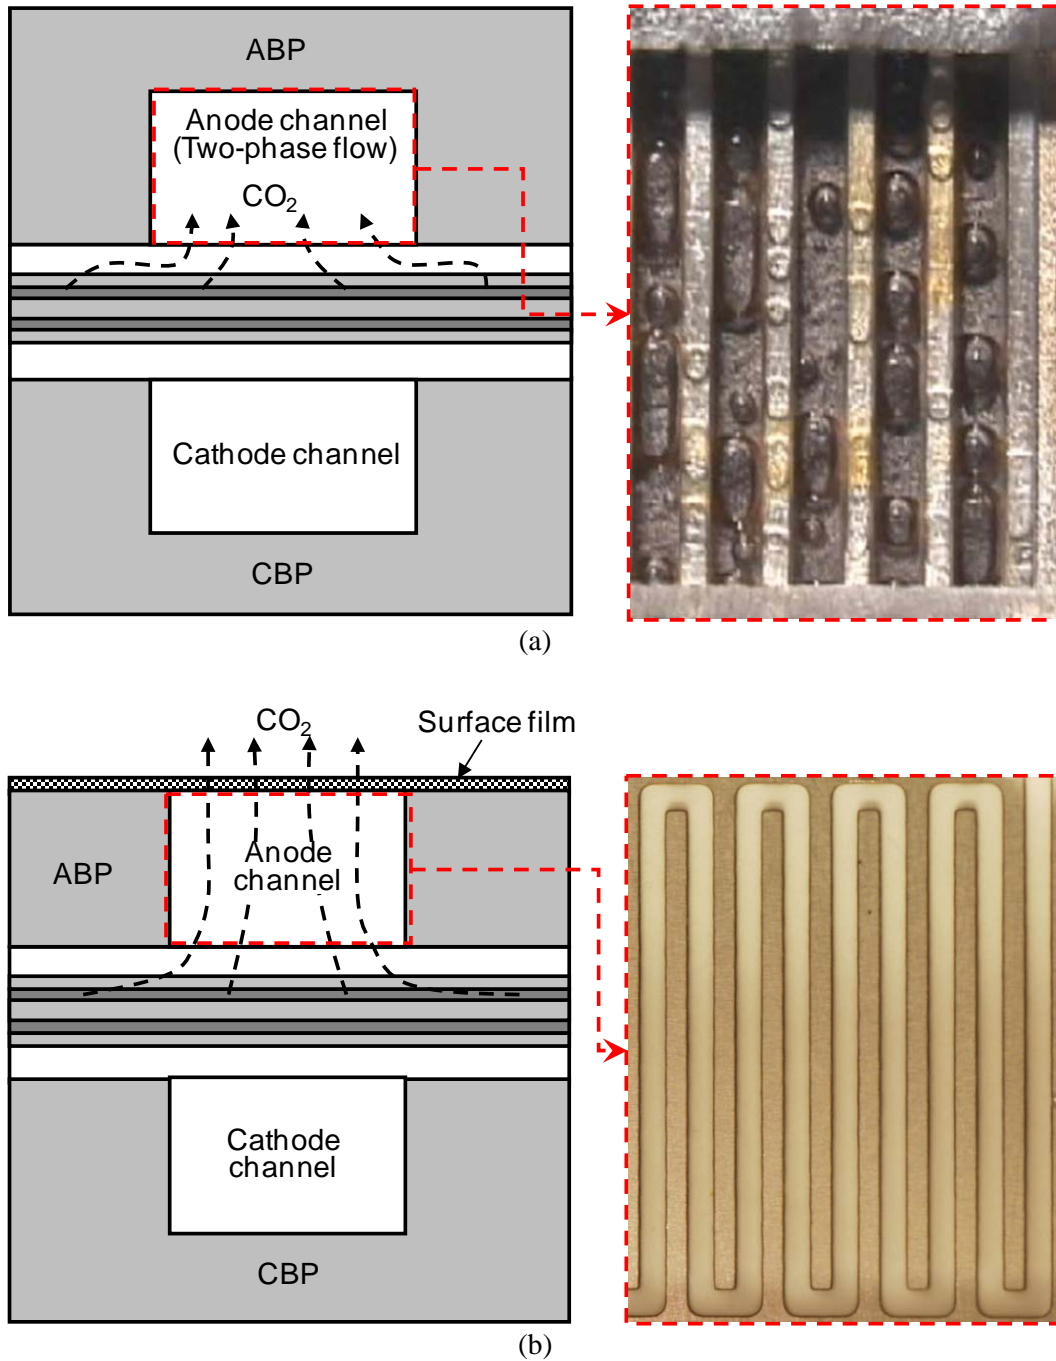 ABP
Anode channel
(Two-phase flow)
CO2
Cathode channel
CBP
(a)
CO2
Surface film
Anode
channel
ABP
Cathode
channel
CBP
(b)